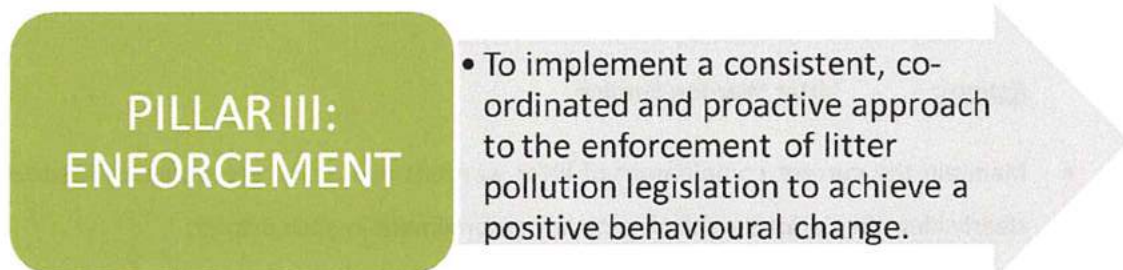 PILLAR III:
ENFORCEMENT
• To implement a consistent, co-
ordinated and proactive approach
to the enforcement of litter
pollution legislation to achieve a
positive behavioural change.